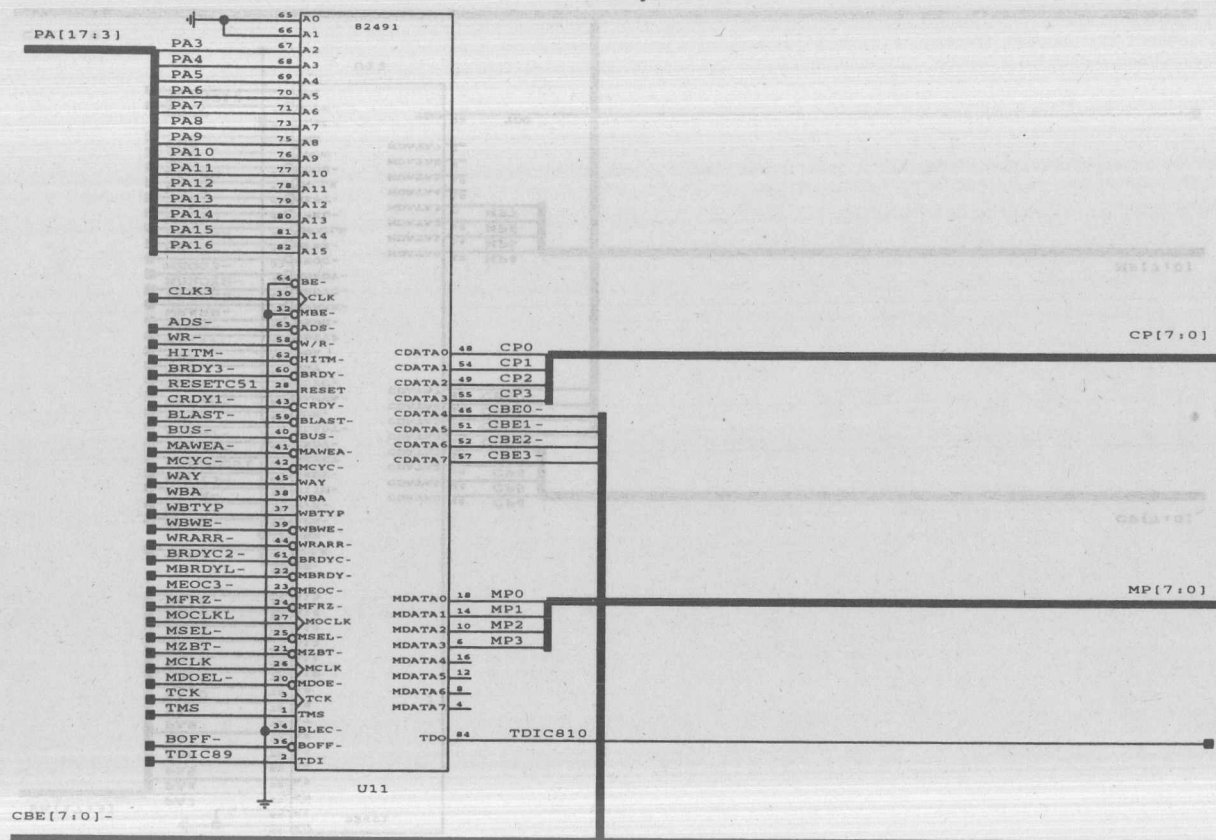 65 A0 82491
66 A1
PA[17:3]
PA3 67 A2
PA4 68 A3
PA5 69 A4
PA6 70 A5
PA7 71 A6
PA8 73 A7
PA9 75 A8
PA10 76 A9
PA11 77 A10
PA12 78 A11
PA13 79 A12
PA14 80 A13
PA15 81 A14
PA16 82 A15
64 BE-
CLK3 30 CLK
32 MBE-
ADS- 63 ADS-
WR- 58 W/R-
HITM- 62 HITM-
BRDY3- 60 BRDY-
RESETC51 28 RESET
CRDY1- 43 CRDY-
BLAST- 59 BLAST-
BUS- 40 BUS-
MAWEA- 41 MAWEA-
MCYC- 42 MCYC-
WAY 45 WAY
WBA 38 WBA
WBTYP 37 WBTYP
WBWE- 39 WBWE-
WRARR- 44 WRARR-
BRDYC2- 61 BRDYC-
MBRDYL- 22 MBRDY-
MEOC3- 23 MEOC-
MFRZ- 24 MFRZ-
MOCLKL 27 MOCLK
MSEL- 25 MSEL-
MZBT- 21 MZBT-
MCLK 26 MCLK
MDOEL- 20 MDOE-
TCK 3 TCK
TMS 1 TMS
34 BLEC-
BOFF- 36 BOFF-
TDIC89 2 TDI
CP[7:0]
CDATA0 48 CP0
CDATA1 54 CP1
CDATA2 49 CP2
CDATA3 55 CP3
CDATA4 46 CBE0-
CDATA5 51 CBE1-
CDATA6 52 CBE2-
CDATA7 57 CBE3-
MP[7:0]
MDATA0 18 MP0
MDATA1 14 MP1
MDATA2 10 MP2
MDATA3 6 MP3
MDATA4 16
MDATA5 12
MDATA6 8
MDATA7 4
TDO 84 TDIC810
U11
CBE[7:0]-